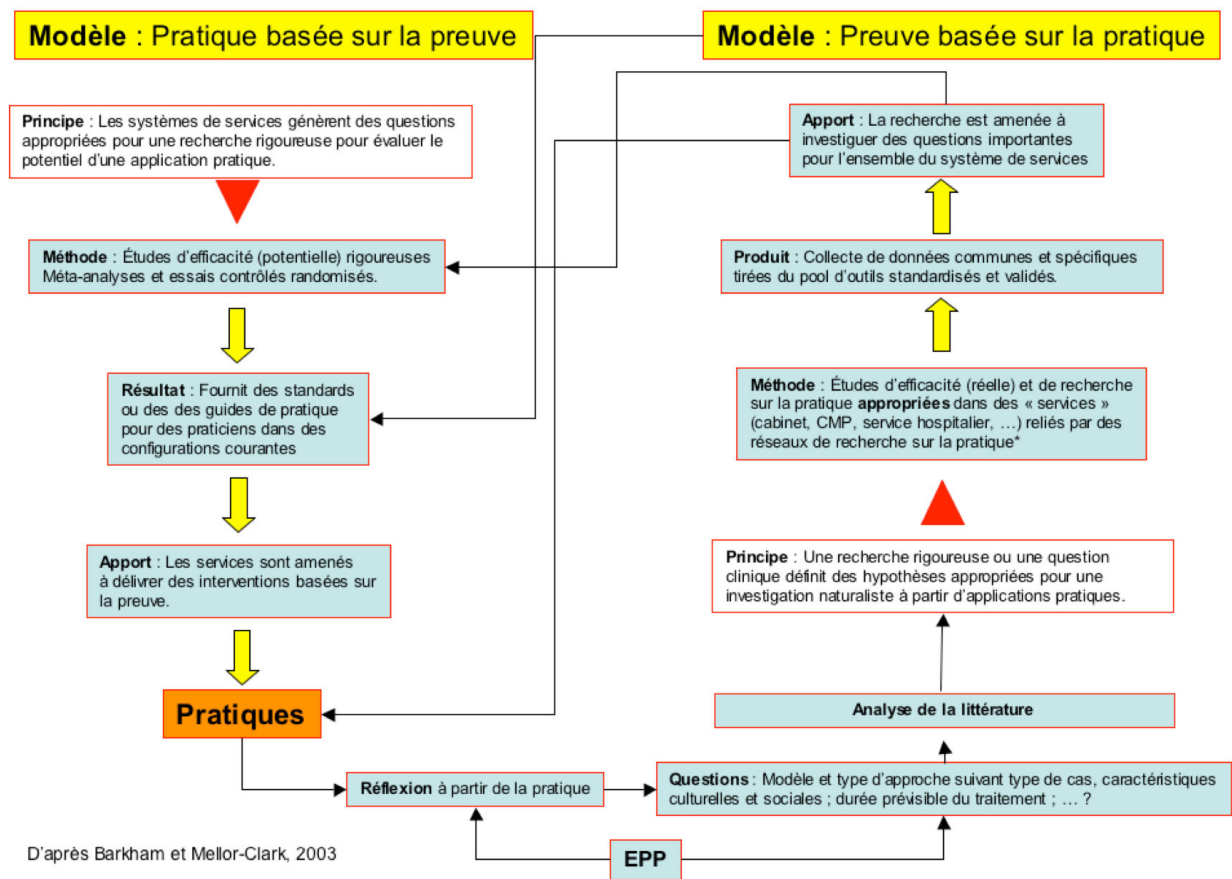 Modèle : Pratique basée sur la preuve
Principe : Les systèmes de services génèrent des questions
appropriées pour une recherche rigoureuse pour évaluer le
potentiel d'une application pratique.
Méthode : Études d'efficacité (potentielle) rigoureuses
Méta-analyses et essais contrôlés randomisés.
Résultat : Fournit des standards
ou des des guides de pratique
pour des praticiens dans des
configurations courantes
Apport : Les services sont amenés
à délivrer des interventions basées sur
la preuve.
Pratiques
Modèle : Preuve basée sur la pratique
Apport : La recherche est amenée à
investiguer des questions importantes
pour l'ensemble du système de services
Produit : Collecte de données communes et spécifiques
tirées du pool d'outils standardisés et validés.
Méthode : Études d'efficacité (réelle) et de recherche
sur la pratique appropriées dans des « services »
(cabinet, CMP, service hospitalier, …) reliés par des
réseaux de recherche sur la pratique*
Principe : Une recherche rigoureuse ou une question
clinique définit des hypothèses appropriées pour une
investigation naturaliste à partir d'applications pratiques.
Analyse de la littérature
Réflexion à partir de la pratique
Questions : Modèle et type d'approche suivant type de cas, caractéristiques
culturelles et sociales ; durée prévisible du traitement ; … ?
EPP
D'après Barkham et Mellor-Clark, 2003